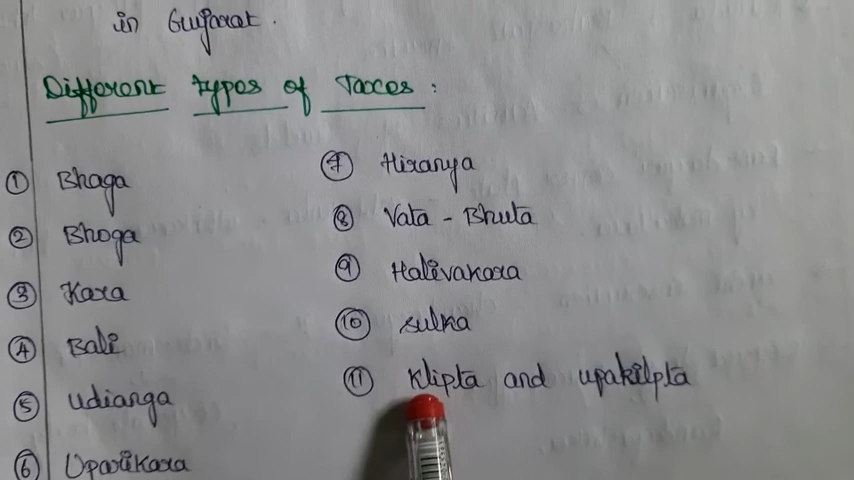 in Gujarat.
Different types of Taxes:
① Bhaga
② Bhoga
③ Kara
④ Bali
⑤ Udianga
⑥ Uparikara
⑦ Hiranya
⑧ Vata - Bhuta
⑨ Halivakara
⑩ sulka
⑪ Klipta and upakilpta